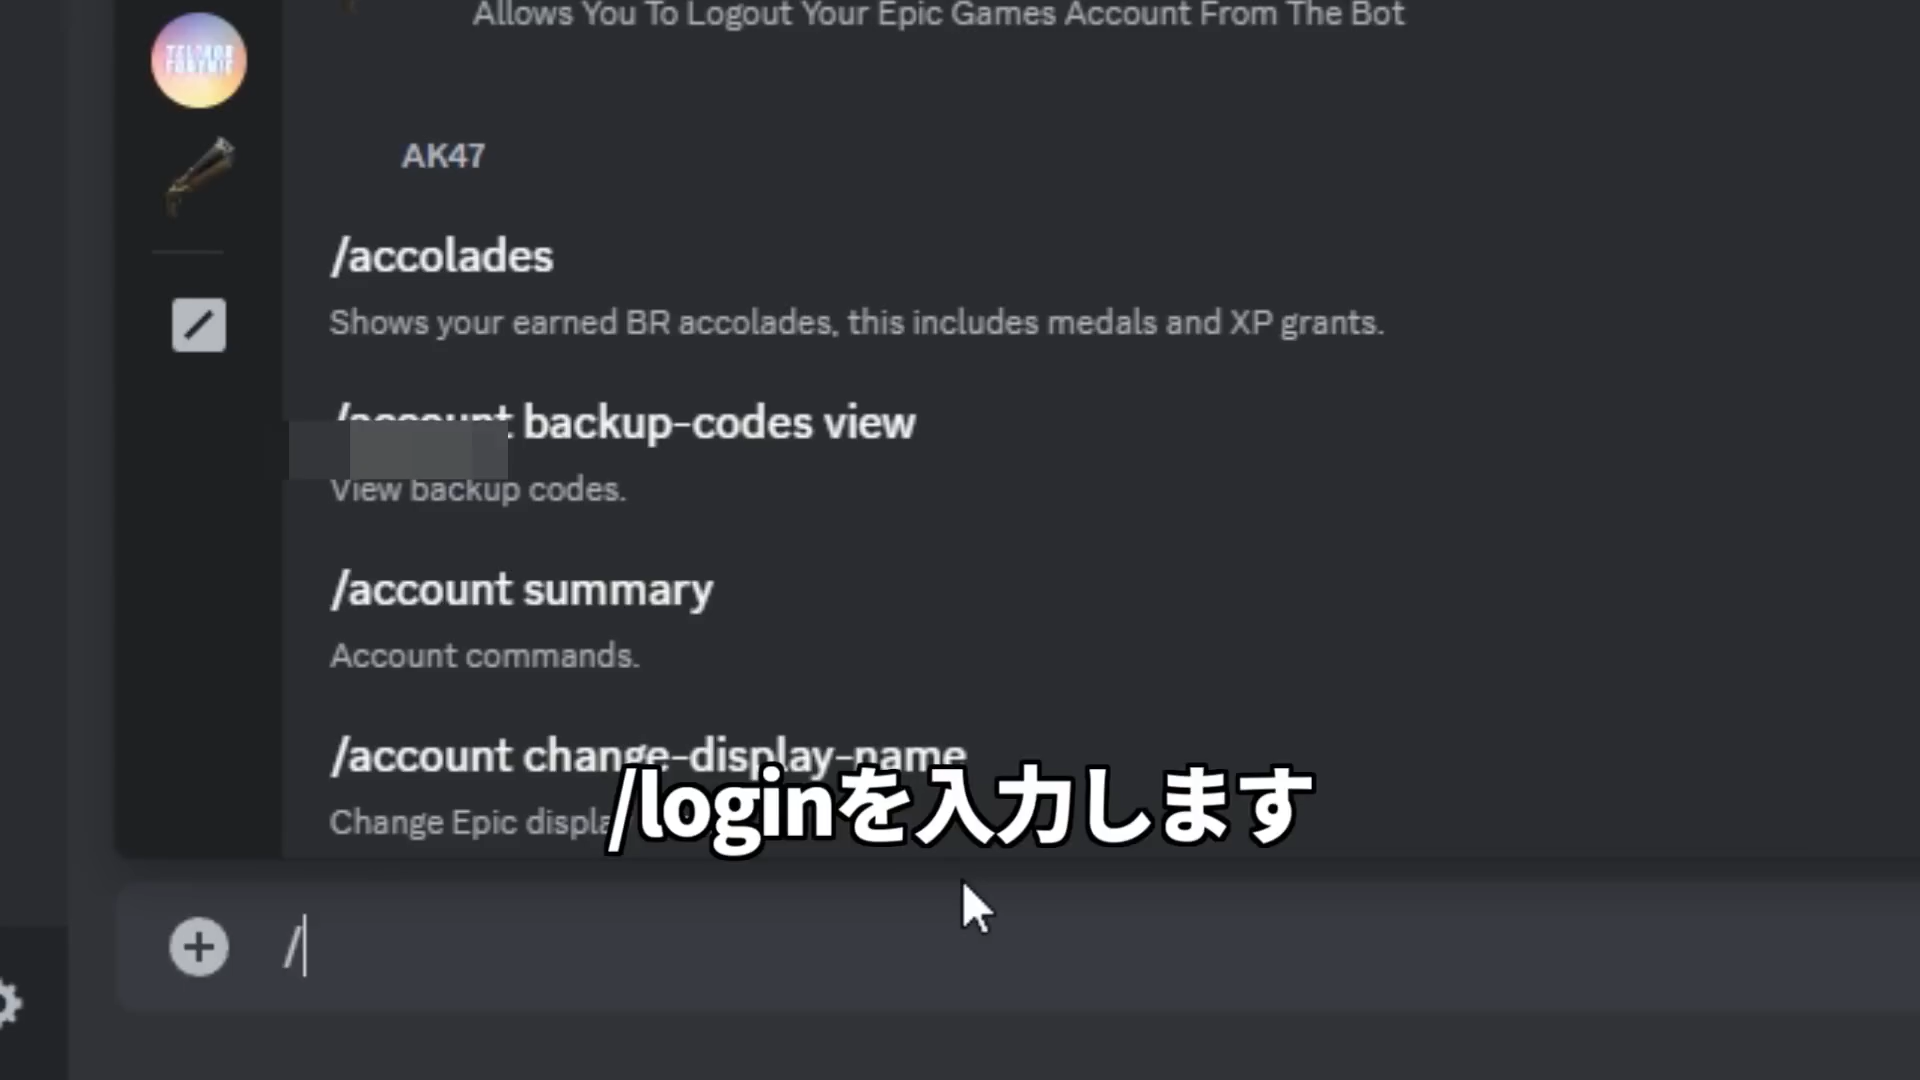 Allows You To Logout Your Epic Games Account From The Bot
AK47
/accolades
Shows your earned BR accolades, this includes medals and XP grants.
/account backup-codes view
View backup codes.
/account summary
Account commands.
/account change-display-name
Change Epic displa
/loginを入力します
/